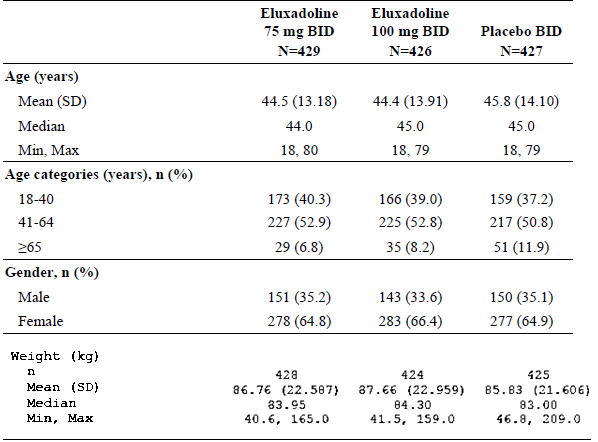 Eluxadoline Eluxadoline
75 mg BID 100 mg BID Placebo BID
N=429 N=426 N=427
Age (years)
Mean (SD) 44.5 (13.18) 44.4 (13.91) 45.8 (14.10)
Median 44.0 45.0 45.0
Min, Max 18, 80 18, 79 18, 79
Age categories (years), n (%)
18-40 173 (40.3) 166 (39.0) 159 (37.2)
41-64 227 (52.9) 225 (52.8) 217 (50.8)
≥65 29 (6.8) 35 (8.2) 51 (11.9)
Gender, n (%)
Male 151 (35.2) 143 (33.6) 150 (35.1)
Female 278 (64.8) 283 (66.4) 277 (64.9)
Weight (kg)
n 428 424 425
Mean (SD) 86.76 (22.587) 87.66 (22.959) 85.83 (21.606)
Median 83.95 84.30 83.00
Min, Max 40.6, 165.0 41.5, 159.0 46.8, 209.0